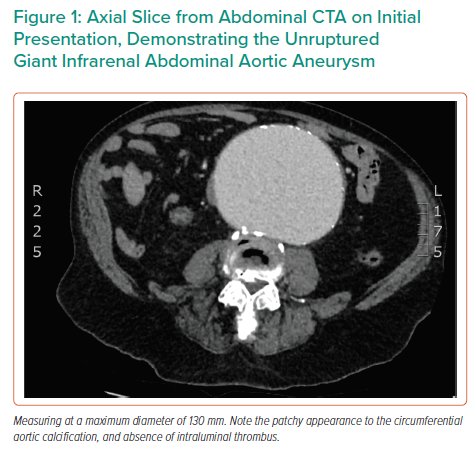 Figure 1: Axial Slice from Abdominal CTA on Initial
Presentation, Demonstrating the Unruptured
Giant Infrarenal Abdominal Aortic Aneurysm
R
2
2
5
L
1
7
5
Measuring at a maximum diameter of 130 mm. Note the patchy appearance to the circumferential
aortic calcification, and absence of intraluminal thrombus.